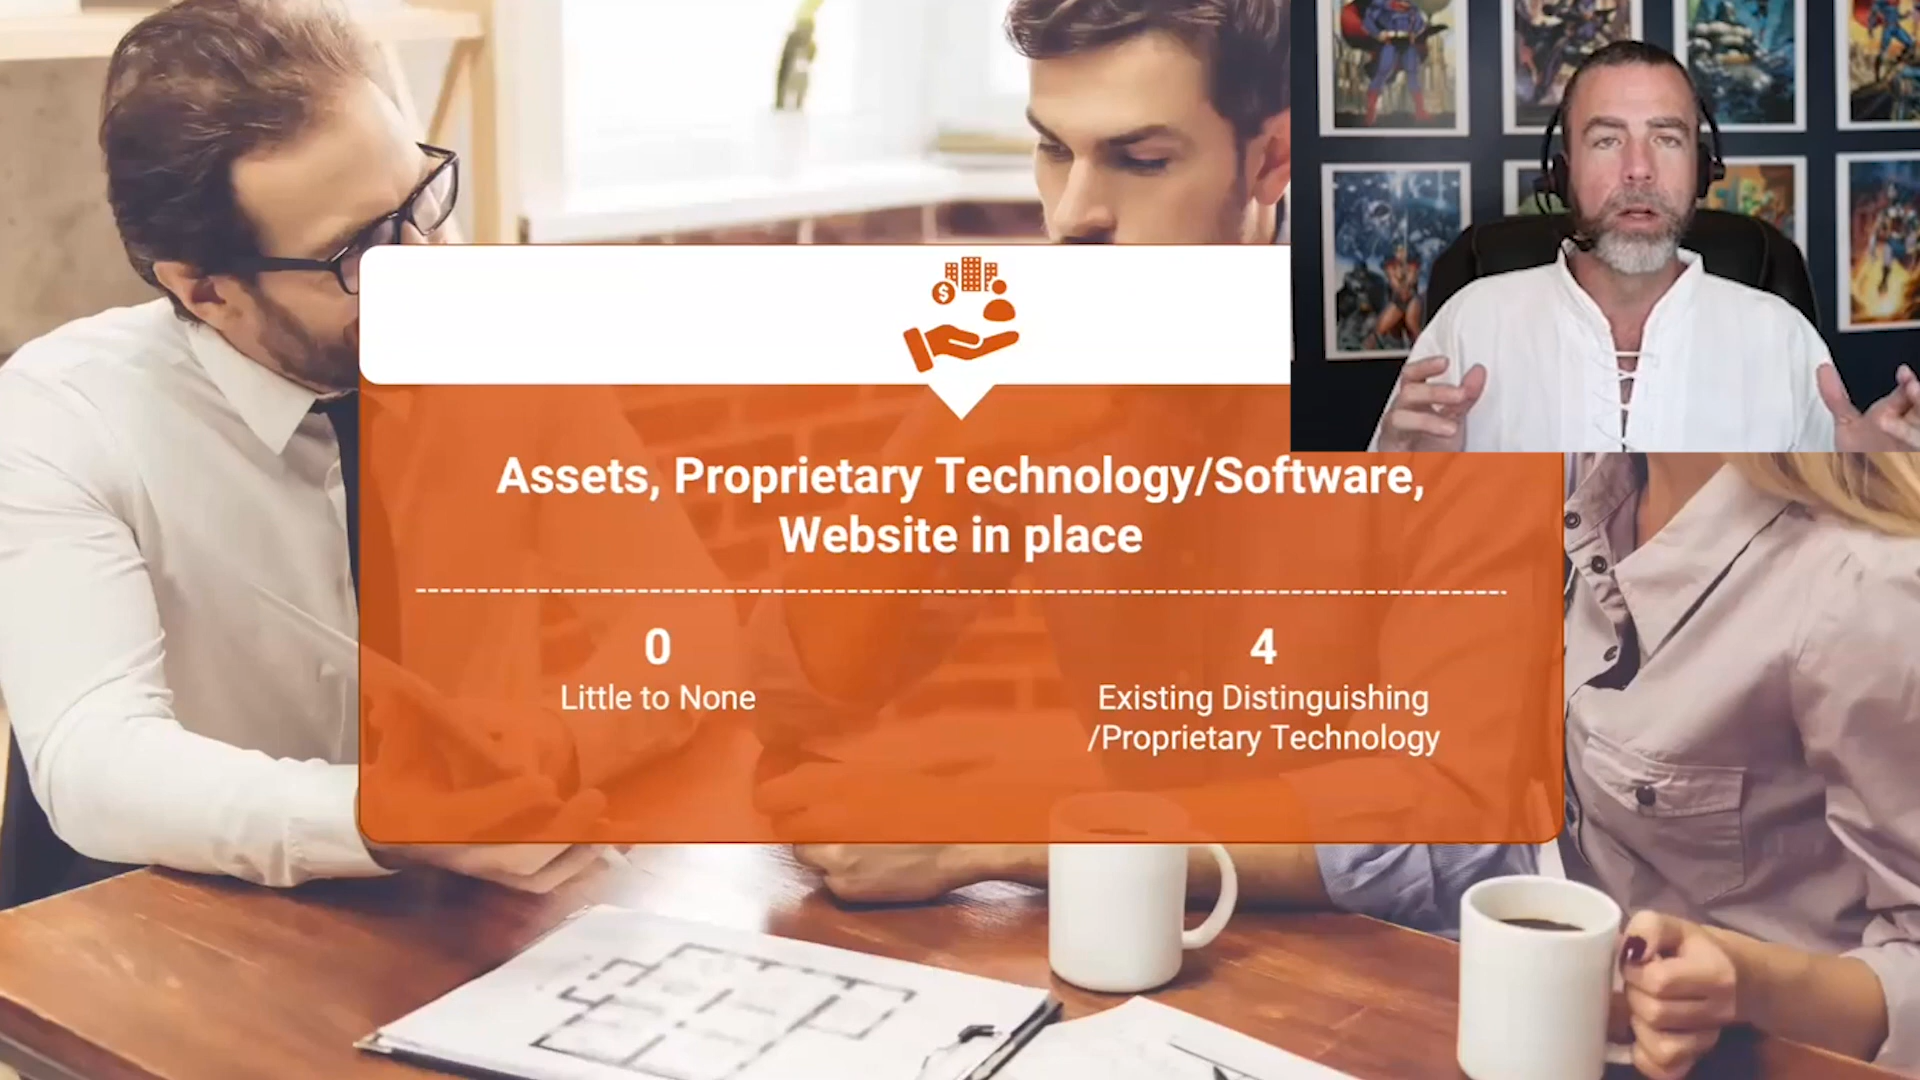 $
Assets, Proprietary Technology/Software,
Website in place
0
Little to None
4
Existing Distinguishing
/Proprietary Technology